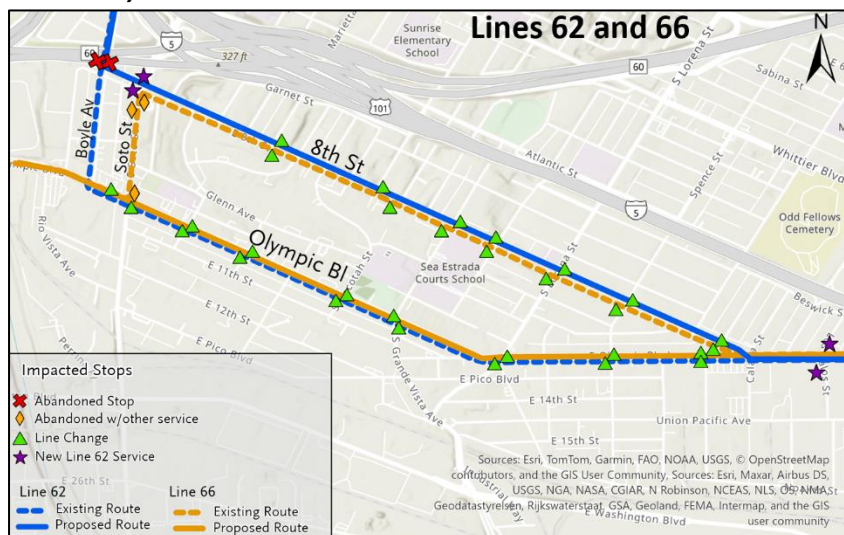 Lines 62 and 66
N
60
5
327 ft
Sunrise
Elementary
School
S Lorena St
60
Sabina St
Garnet St
101
Boyle Av
Soto St
8th St
Atlantic St
Spence St
Whittier Blvd
Glenn Ave
5
Odd Fellows
Cemetery
Rio Vista Ave
Olympic Bl
E 11th St
Sea Estrada
Courts School
E 12th St
Beswick St
E Pico Blvd
S Grande Vista Ave
E Pico Blvd
E 14th St
Union Pacific Ave
E 15th St
Impacted Stops
Abandoned Stop
Abandoned w/other service
Line Change
New Line 62 Service
E 26th St
Line 62
Existing Route
Proposed Route
Line 66
Existing Route
Proposed Route
Sources: Esri, TomTom, Garmin, FAO, NOAA, USGS, © OpenStreetMap
contributors, and the GIS User Community, Sources: Esri, Maxar, Airbus DS,
USGS, NGA, NASA, CGIAR, N Robinson, NCEAS, NLS, OS, NMA,
Geodatastyrelsen, Rijkswaterstaat, GSA, Geoland, FEMA, Intermap, and the GIS
user community
E Washington Blvd